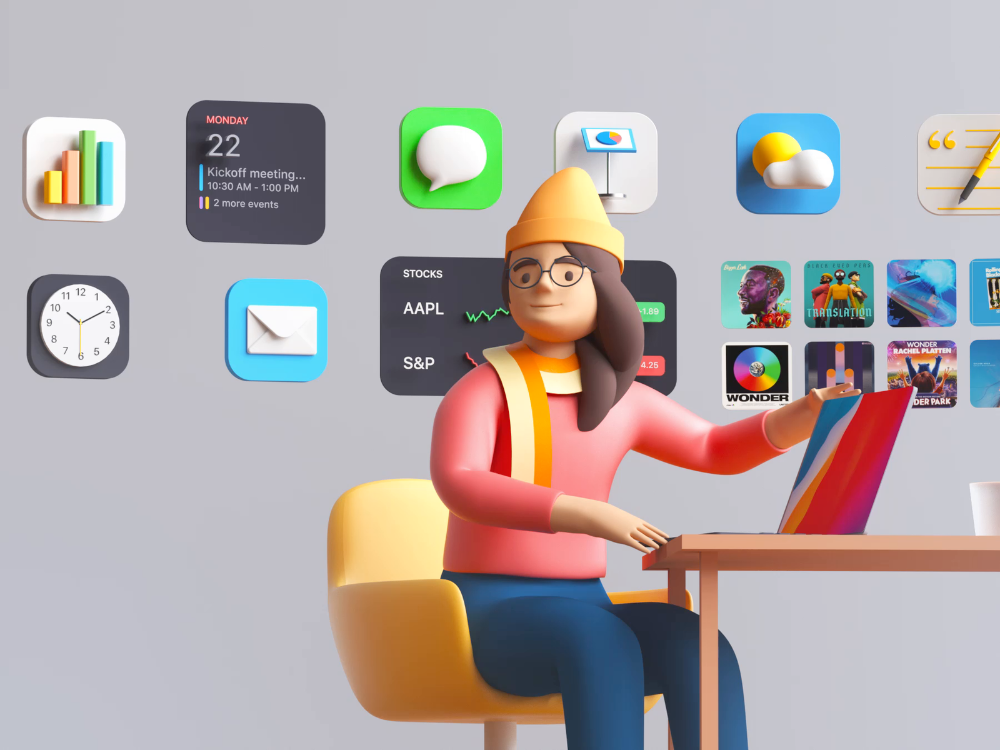 MONDAY
22
Kickoff meeting...
10:30 AM - 1:00 PM
2 more events
“
STOCKS
AAPL
1.89
S&P
4.25
11 12 1
10 2
9 3
8 4
7 6 5
TRANSLATION
WONDER
WONDER
RACHEL PLATTEN
DER PARK